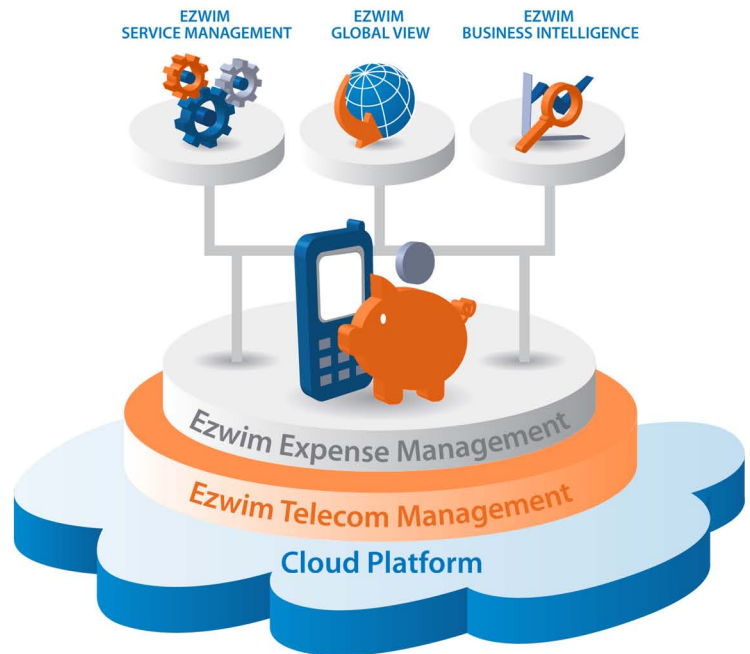 EZWIM
SERVICE MANAGEMENT
EZWIM
GLOBAL VIEW
EZWIM
BUSINESS INTELLIGENCE
Ezwim Expense Management
Ezwim Telecom Management
Cloud Platform